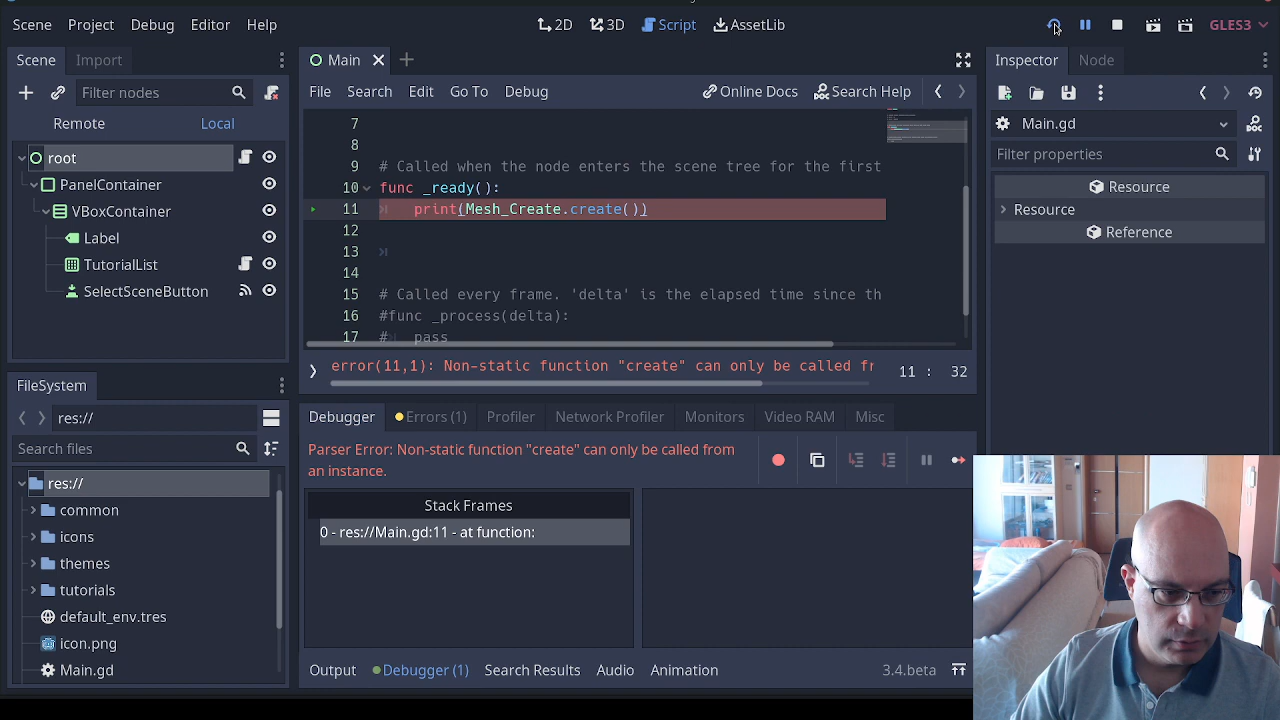 Scene Project Debug Editor Help
2D 3D Script AssetLib
GLES3
Scene Import
Filter nodes
Remote Local
root
PanelContainer
VBoxContainer
Label
TutorialList
SelectSceneButton
FileSystem
res://
Search files
res://
common
icons
themes
tutorials
default_env.tres
icon.png
Main.gd
Main
File Search Edit Go To Debug
Online Docs Search Help
7
8
9 # Called when the node enters the scene tree for the first
10 func _ready():
11 print(Mesh_Create.create())
12
13
14
15 # Called every frame. 'delta' is the elapsed time since th
16 #func _process(delta):
17 # pass
error(11,1): Non-static function "create" can only be called fr
11 : 32
Debugger Errors (1) Profiler Network Profiler Monitors Video RAM Misc
Parser Error: Non-static function "create" can only be called from
an instance.
Stack Frames
0 - res://Main.gd:11 - at function:
Output Debugger (1) Search Results Audio Animation
3.4.beta
Inspector Node
Main.gd
Filter properties
Resource
Resource
Reference